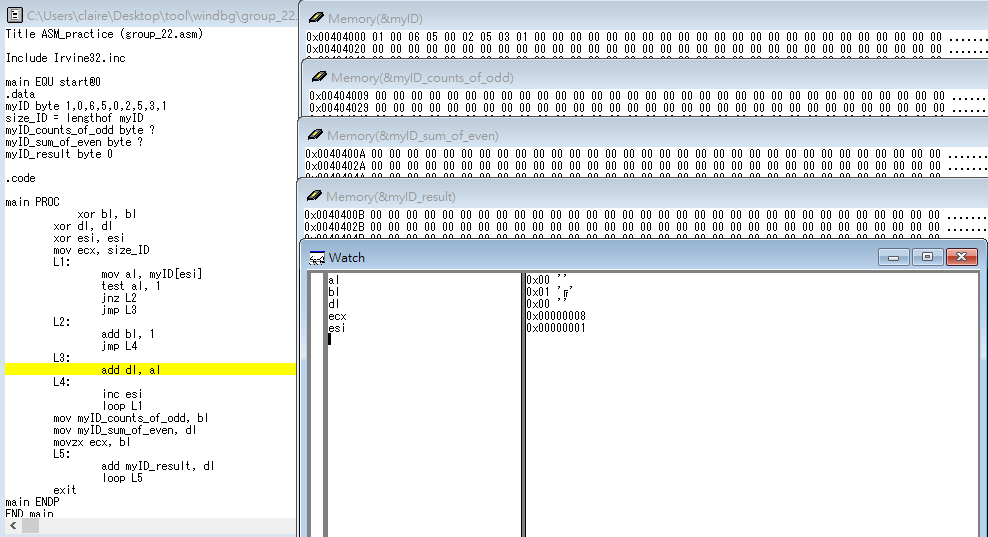 C:\Users\claire\Desktop\tool\windbg\group_22.
Title ASM_practice (group_22.asm)
Include Irvine32.inc
main EQU start@0
.data
myID byte 1,0,6,5,0,2,5,3,1
size_ID = lengthof myID
myID_counts_of_odd byte ?
myID_sum_of_even byte ?
myID_result byte 0
.code
main PROC
xor bl, bl
xor dl, dl
xor esi, esi
mov ecx, size_ID
L1:
mov al, myID[esi]
test al, 1
jnz L2
jmp L3
L2:
add bl, 1
jmp L4
L3:
add dl, al
L4:
inc esi
loop L1
mov myID_counts_of_odd, bl
mov myID_sum_of_even, dl
movzx ecx, bl
L5:
add myID_result, dl
loop L5
exit
main ENDP
END main
Memory(&myID)
0x00404000 01 00 06 05 00 02 05 03 01 00 00 00 00 00 00 00 00 00 00 00 00 00 00 00 00 00 00 00 00 00 00 00 .......
0x00404020 00 00 00 00 00 00 00 00 00 00 00 00 00 00 00 00 00 00 00 00 00 00 00 00 00 00 00 00 00 00 00 00 .......
Memory(&myID_counts_of_odd)
0x00404009 00 00 00 00 00 00 00 00 00 00 00 00 00 00 00 00 00 00 00 00 00 00 00 00 00 00 00 00 00 00 00 00 ......
0x00404029 00 00 00 00 00 00 00 00 00 00 00 00 00 00 00 00 00 00 00 00 00 00 00 00 00 00 00 00 00 00 00 00 ......
Memory(&myID_sum_of_even)
0x0040400A 00 00 00 00 00 00 00 00 00 00 00 00 00 00 00 00 00 00 00 00 00 00 00 00 00 00 00 00 00 00 00 00 .......
0x0040402A 00 00 00 00 00 00 00 00 00 00 00 00 00 00 00 00 00 00 00 00 00 00 00 00 00 00 00 00 00 00 00 00 .......
Memory(&myID_result)
0x0040400B 00 00 00 00 00 00 00 00 00 00 00 00 00 00 00 00 00 00 00 00 00 00 00 00 00 00 00 00 00 00 00 00 .......
0x0040402B 00 00 00 00 00 00 00 00 00 00 00 00 00 00 00 00 00 00 00 00 00 00 00 00 00 00 00 00 00 00 00 00 .......
Watch
al 0x00 ''
bl 0x01 '┌'
dl 0x00 ''
ecx 0x00000008
esi 0x00000001